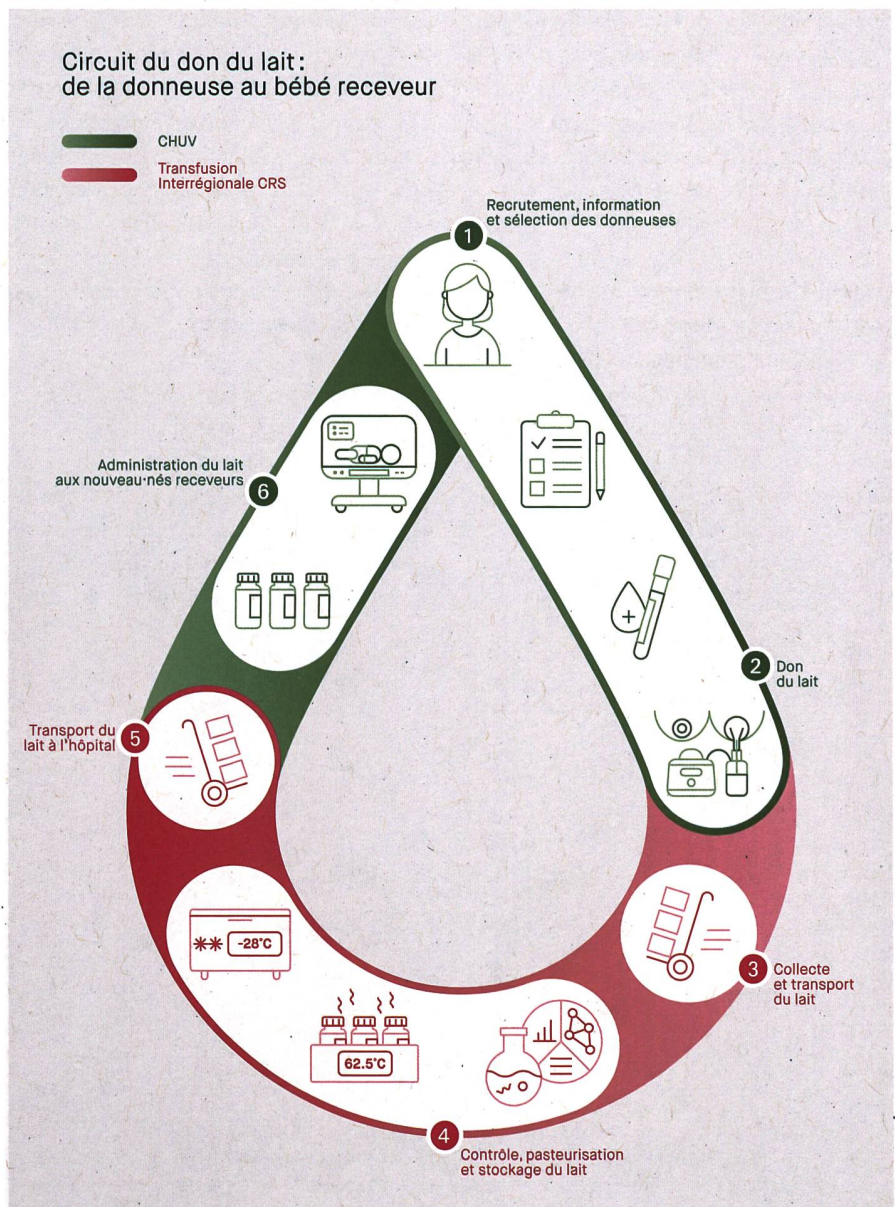 Circuit du don du lait :
de la donneuse au bébé receveur
CHUV
Transfusion
Interrégionale CRS
1
Recrutement, information
et sélection des donneuses
2
Don
du lait
3
Collecte
et transport
du lait
4
Contrôle, pasteurisation
et stockage du lait
62.5°C
-28°C
5
Transport du
lait à l'hôpital
6
Administration du lait
aux nouveau·nés receveurs